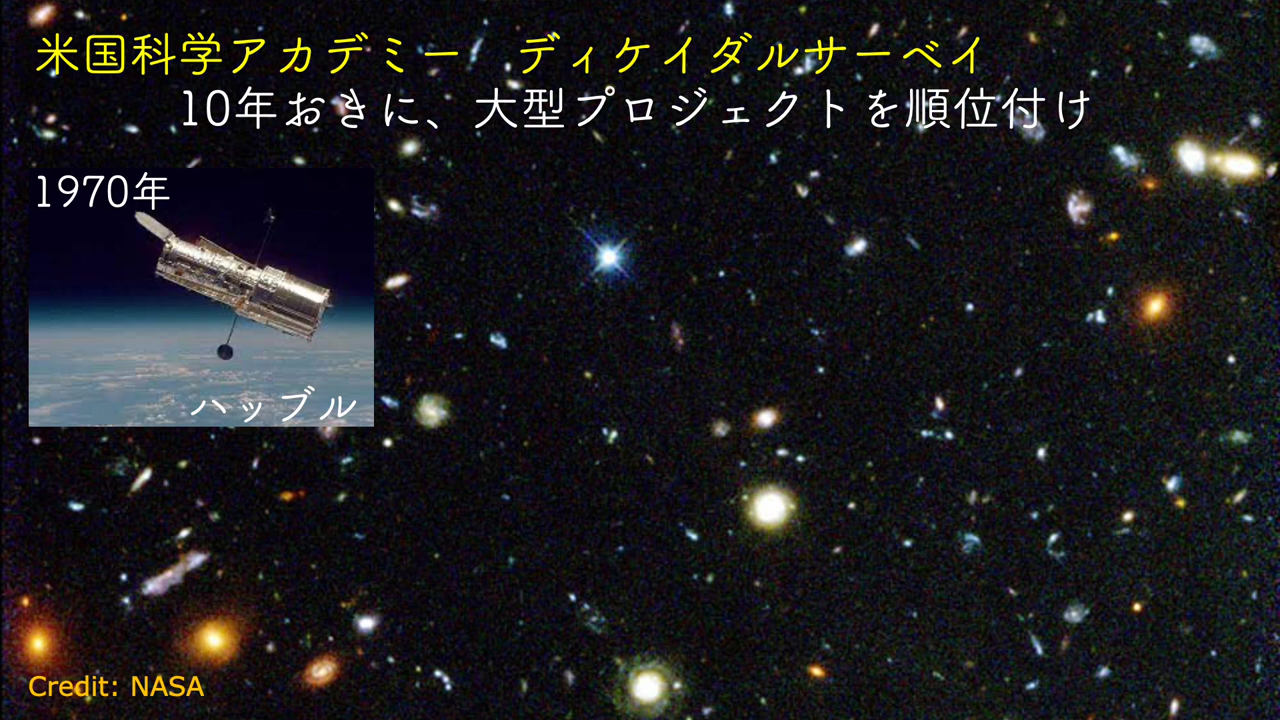 米国科学アカデミー　ディケイダルサーベイ
10年おきに、大型プロジェクトを順位付け
1970年
ハッブル
Credit: NASA